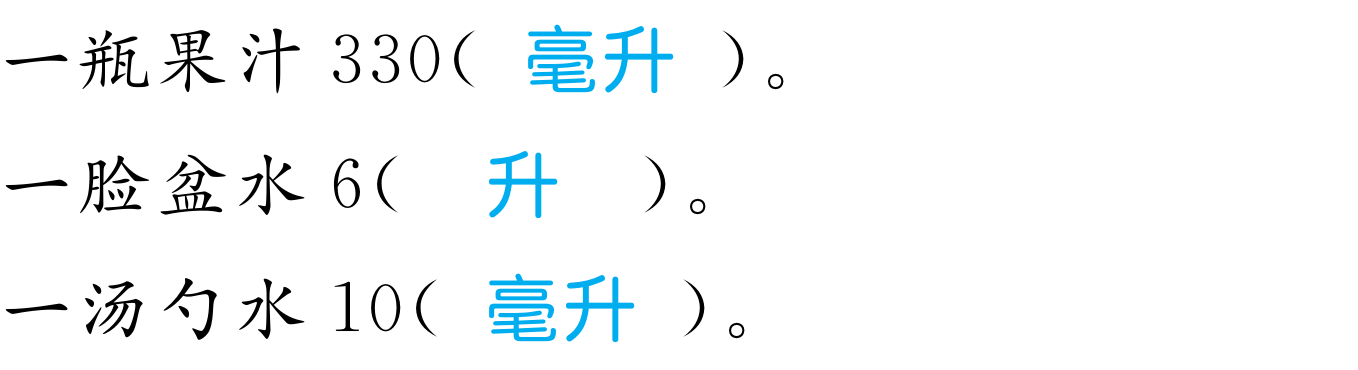 一瓶果汁 330( 毫升 )。
一脸盆水 6( 升 )。
一汤勺水 10( 毫升 )。